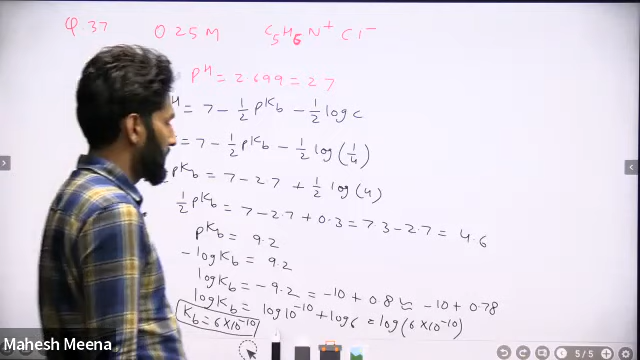 Q.37 0.25 M C5H6N+Cl−
pH = 2.699 = 2.7
H = 7 − 1/2 pKb − 1/2 log c
= 7 − 1/2 pKb − 1/2 log (1/4)
pKb = 7 − 2.7 + 1/2 log (4)
1/2 pKb = 7 − 2.7 + 0.3 = 7.3 − 2.7 = 4.6
pKb = 9.2
− log Kb = 9.2
log Kb = − 9.2 = −10 + 0.8 ≈ −10 + 0.78
log Kb = log 10−10 + log 6 = log (6 × 10−10)
Kb = 6 × 10−10
Mahesh Meena
5 / 5